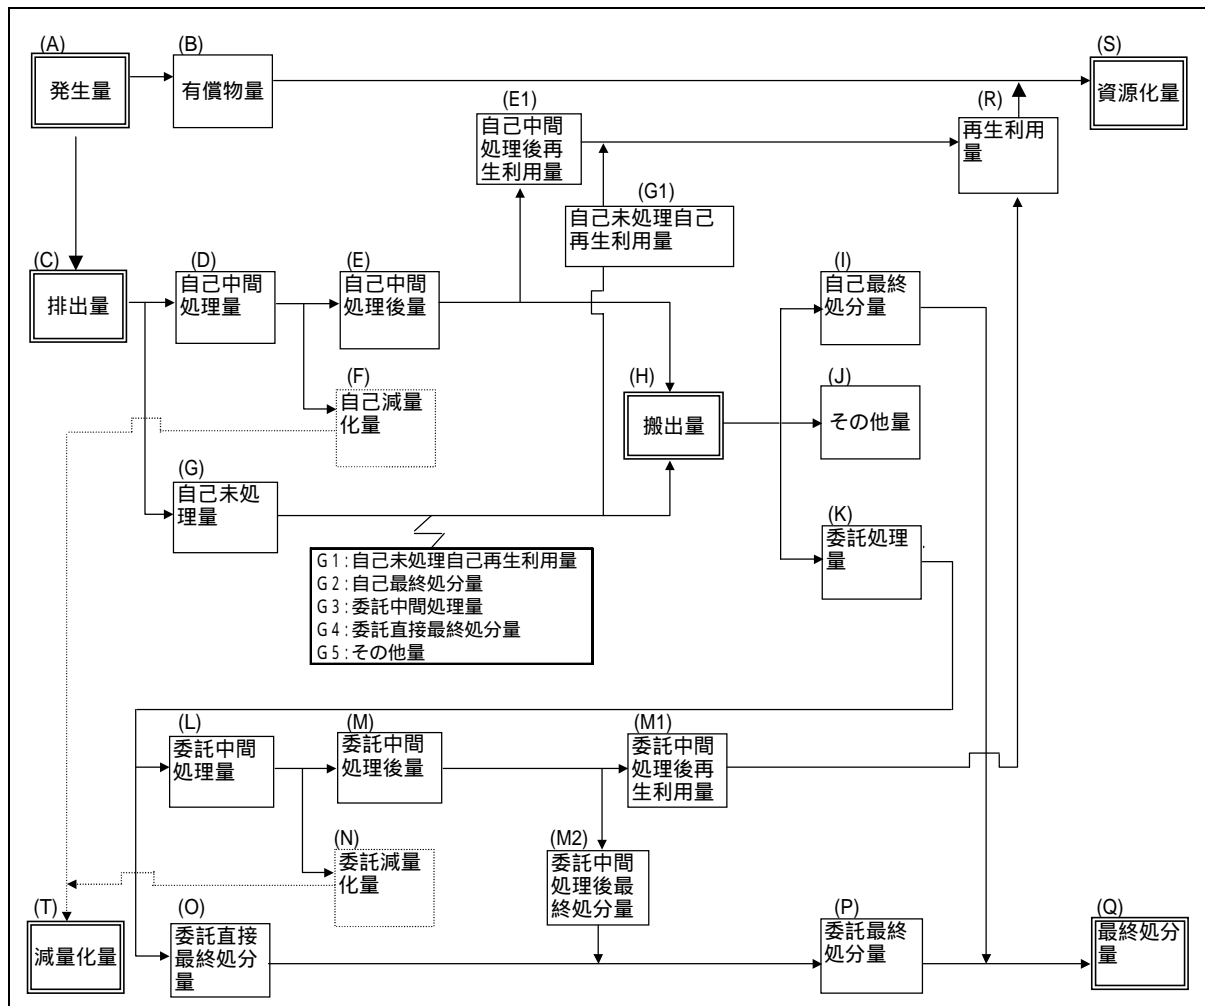 (A)
発生量
(B)
有償物量
(S)
資源化量
(E1)
自己中間
処理後再
生利用量
(R)
再生利用
量
(G1)
自己未処理自己
再生利用量
(C)
排出量
(D)
自己中間
処理量
(E)
自己中間
処理後量
(I)
自己最終
処分量
(F)
自己減量
化量
(H)
搬出量
(J)
その他量
(G)
自己未処
理量
(K)
委託処理
量
G1:自己未処理自己再生利用量
G2:自己最終処分量
G3:委託中間処理量
G4:委託直接最終処分量
G5:その他量
(L)
委託中間
処理量
(M)
委託中間
処理後量
(M1)
委託中間
処理後再
生利用量
(N)
委託減量
化量
(M2)
委託中間
処理後最
終処分量
(T)
減量化量
(O)
委託直接
最終処分
量
(P)
委託最終
処分量
(Q)
最終処分
量